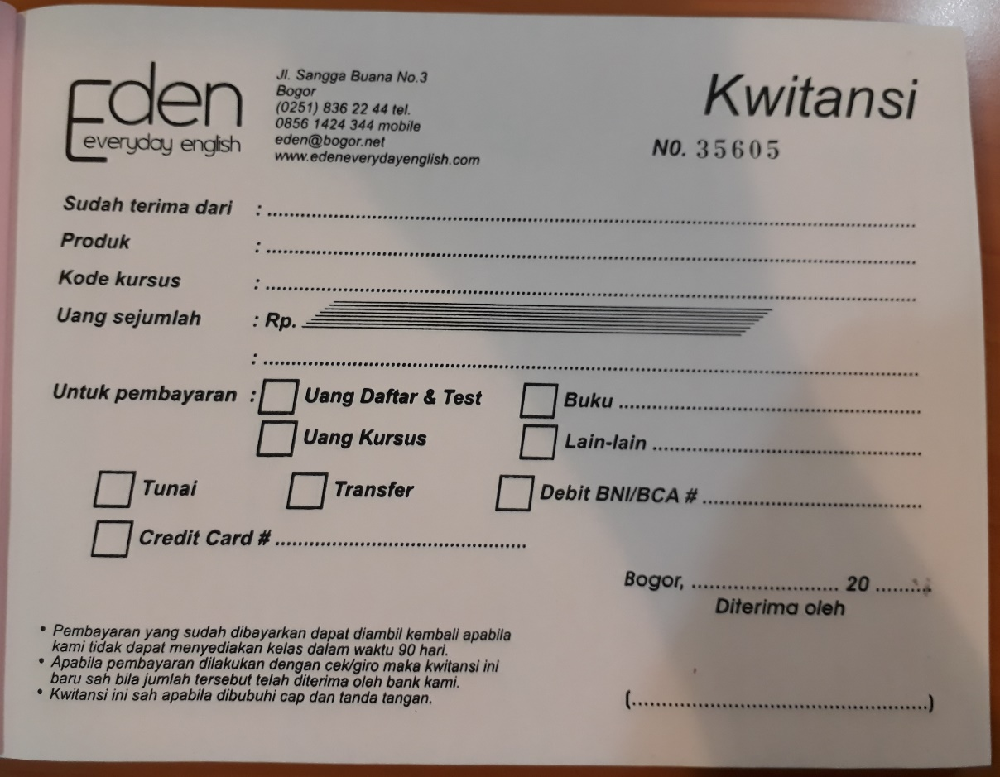 Eden
everyday english
Jl. Sangga Buana No.3
Bogor
(0251) 836 22 44 tel.
0856 1424 344 mobile
eden@bogor.net
www.edeneverydayenglish.com
Kwitansi
NO. 35605
Sudah terima dari : ........................................
Produk : ........................................
Kode kursus : ........................................
Uang sejumlah : Rp.
: ........................................
Untuk pembayaran : Uang Daftar & Test Buku ....................
Uang Kursus Lain-lain ....................
Tunai Transfer Debit BNI/BCA # ....................
Credit Card # ....................
Bogor, .................... 20 ..........
Diterima oleh
• Pembayaran yang sudah dibayarkan dapat diambil kembali apabila
kami tidak dapat menyediakan kelas dalam waktu 90 hari.
• Apabila pembayaran dilakukan dengan cek/giro maka kwitansi ini
baru sah bila jumlah tersebut telah diterima oleh bank kami.
• Kwitansi ini sah apabila dibubuhi cap dan tanda tangan.
(........................................)